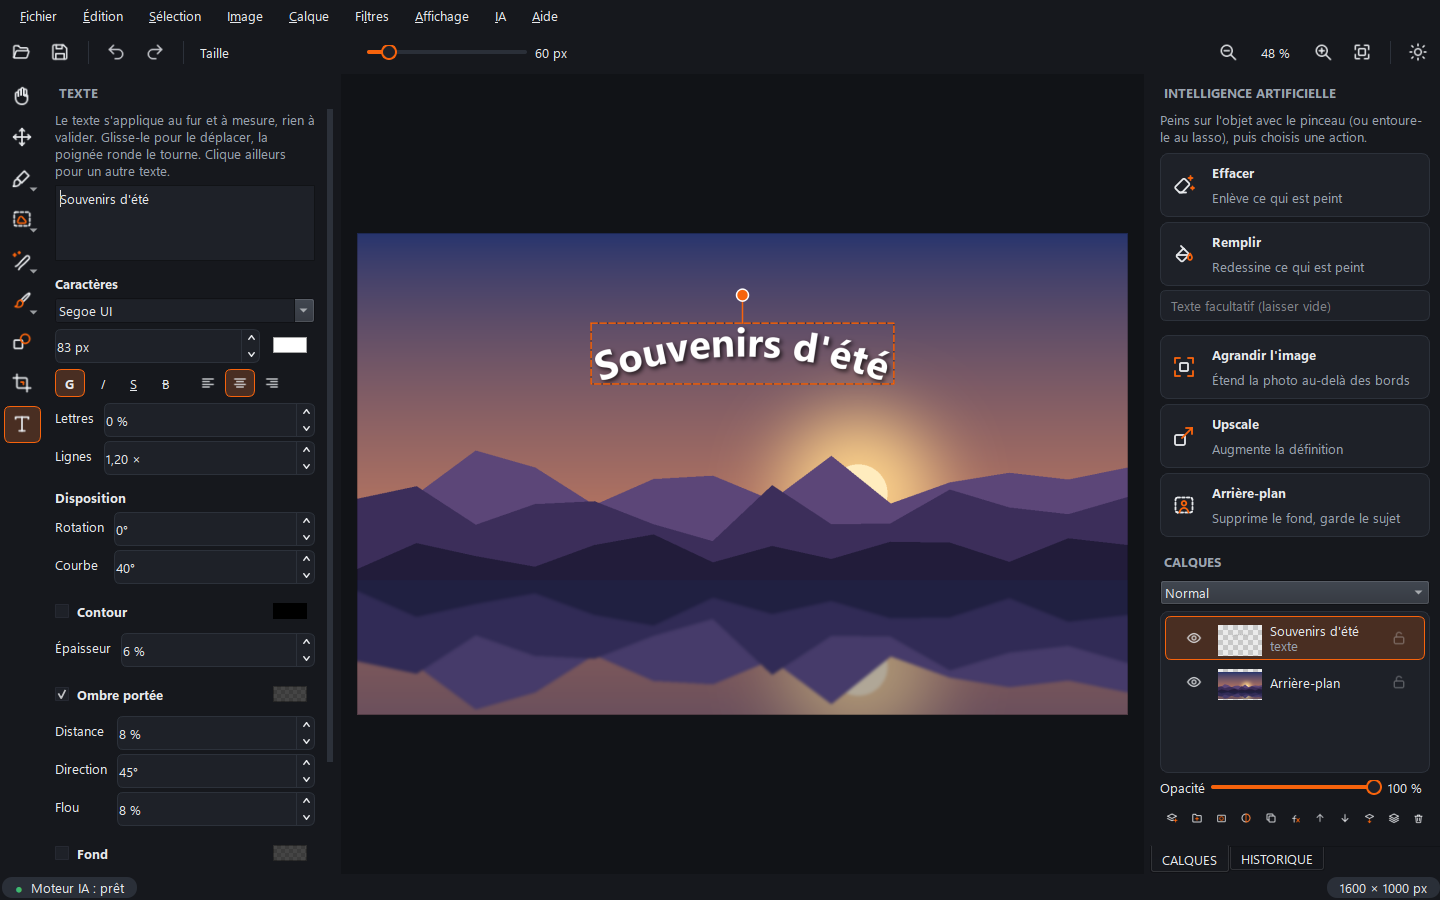 Fichier Édition Sélection Image Calque Filtres Affichage IA Aide
Taille 60 px 48 %
TEXTE
Le texte s'applique au fur et à mesure, rien à
valider. Glisse-le pour le déplacer, la
poignée ronde le tourne. Clique ailleurs
pour un autre texte.
Souvenirs d'été
Caractères
Segoe UI
83 px
G I S B
Lettres 0 %
Lignes 1,20 ×
Disposition
Rotation 0°
Courbe 40°
Contour
Épaisseur 6 %
Ombre portée
Distance 8 %
Direction 45°
Flou 8 %
Fond
Moteur IA : prêt
Souvenirs d'été
INTELLIGENCE ARTIFICIELLE
Peins sur l'objet avec le pinceau (ou entoure-
le au lasso), puis choisis une action.
Effacer
Enlève ce qui est peint
Remplir
Redessine ce qui est peint
Texte facultatif (laisser vide)
Agrandir l'image
Étend la photo au-delà des bords
Upscale
Augmente la définition
Arrière-plan
Supprime le fond, garde le sujet
CALQUES
Normal
Souvenirs d'été
texte
Arrière-plan
Opacité 100 %
fx
CALQUES HISTORIQUE
1600 × 1000 px